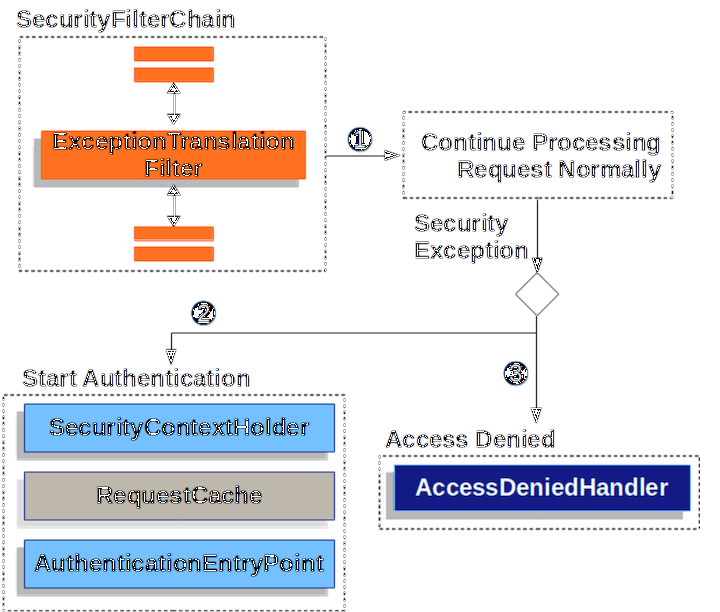 SecurityFilterChain
ExceptionTranslation
Filter
1
Continue Processing
Request Normally
Security
Exception
2
3
Start Authentication
SecurityContextHolder
RequestCache
AuthenticationEntryPoint
Access Denied
AccessDeniedHandler